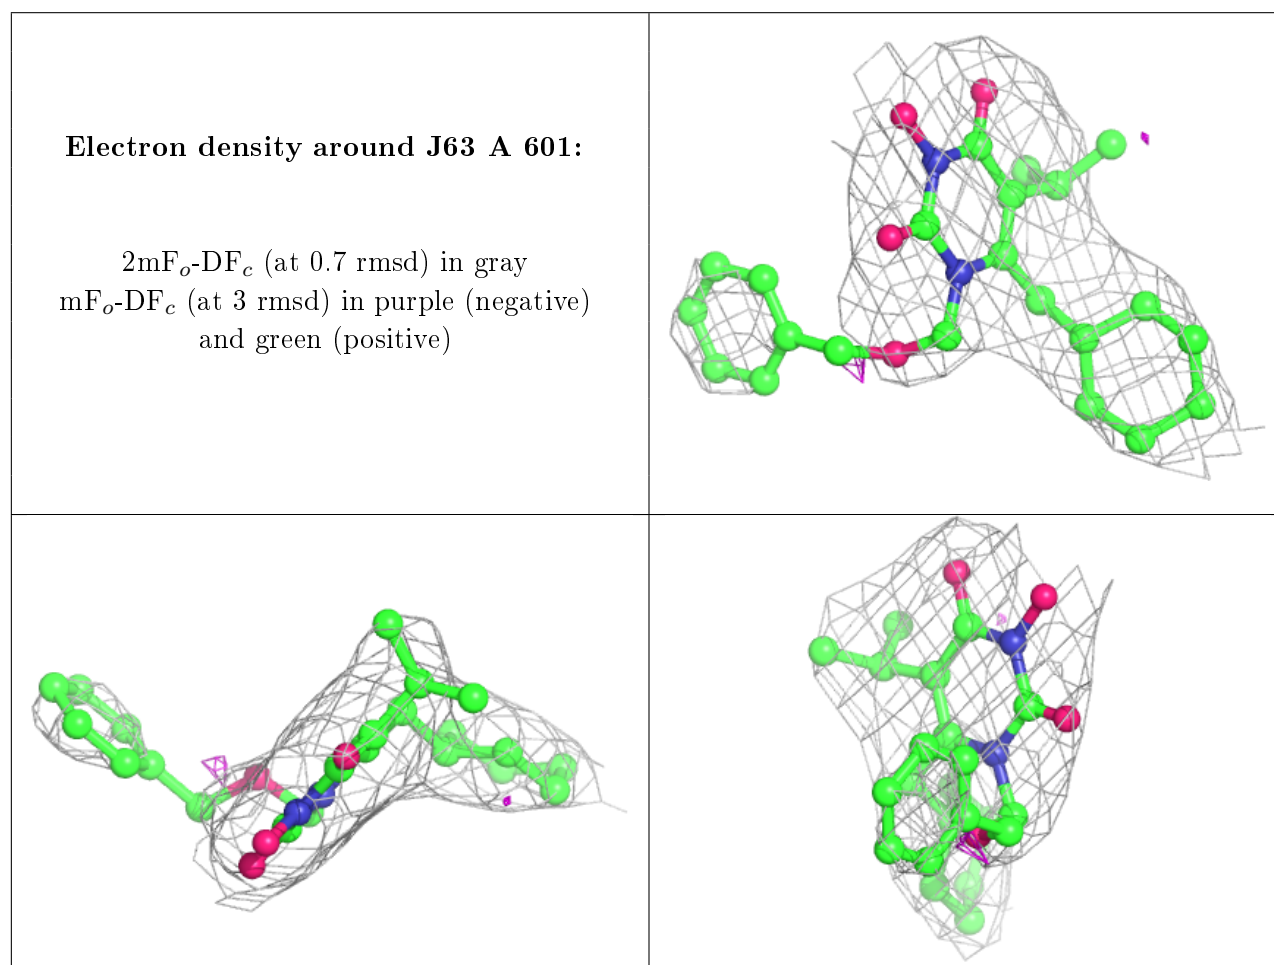 Electron density around J63 A 601:
2mFo-DFc (at 0.7 rmsd) in gray
mFo-DFc (at 3 rmsd) in purple (negative)
and green (positive)